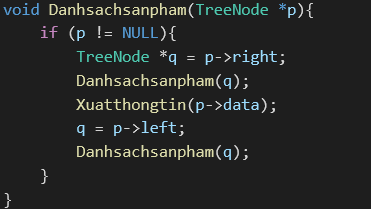 void Danhsachsanpham(TreeNode *p){
    if (p != NULL){
        TreeNode *q = p->right;
        Danhsachsanpham(q);
        Xuatthongtin(p->data);
        q = p->left;
        Danhsachsanpham(q);
    }
}